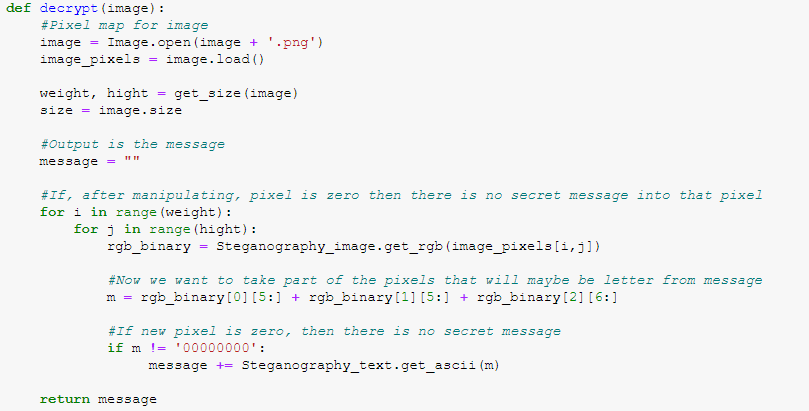 def decrypt(image):
    #Pixel map for image
    image = Image.open(image + '.png')
    image_pixels = image.load()

    weight, hight = get_size(image)
    size = image.size

    #Output is the message
    message = ""

    #If, after manipulating, pixel is zero then there is no secret message into that pixel
    for i in range(weight):
        for j in range(hight):
            rgb_binary = Steganography_image.get_rgb(image_pixels[i,j])

            #Now we want to take part of the pixels that will maybe be letter from message
            m = rgb_binary[0][5:] + rgb_binary[1][5:] + rgb_binary[2][6:]

            #If new pixel is zero, then there is no secret message
            if m != '00000000':
                message += Steganography_text.get_ascii(m)

    return message